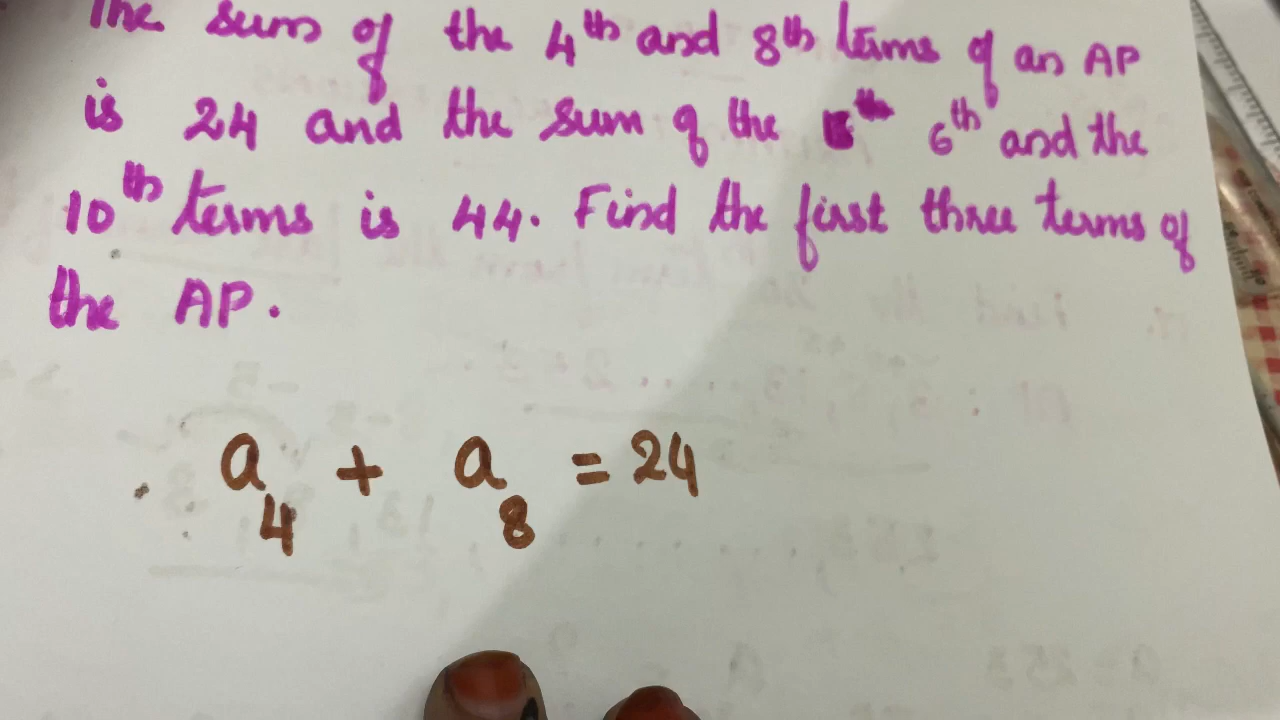 The sum of the 4th and 8th terms of an AP
is 24 and the sum of the 6th and the
10th terms is 44. Find the first three terms of
the AP.
a4 + a8 = 24